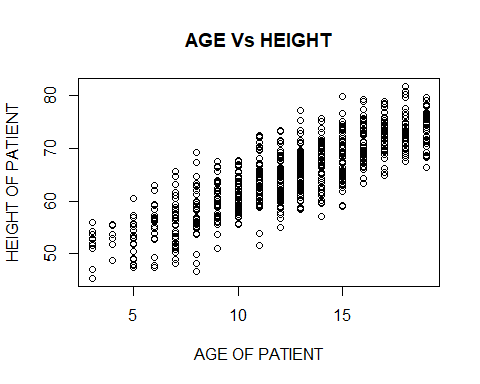 AGE Vs HEIGHT
HEIGHT OF PATIENT
80
70
60
50
5 10 15
AGE OF PATIENT